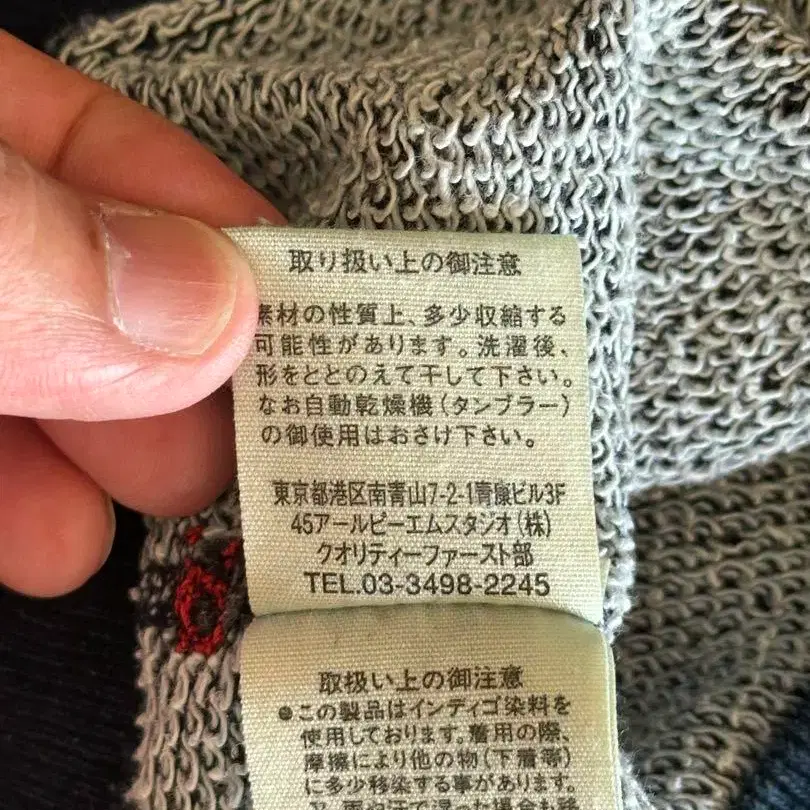 取り扱い上の御注意
素材の性質上、多少収縮する
可能性があります。洗濯後、
形をととのえて干して下さい。
なお自動乾燥機(タンブラー)
の御使用はおさけ下さい。
東京都港区南青山7-2-1青康ビル3F
45アールピーエムスタジオ(株)
クオリティーファースト部
TEL.03-3498-2245
取扱い上の御注意
●この製品はインディゴ染料を
使用しております。着用の際、
摩擦により他の物(下着等)
に多少移染する事があります。